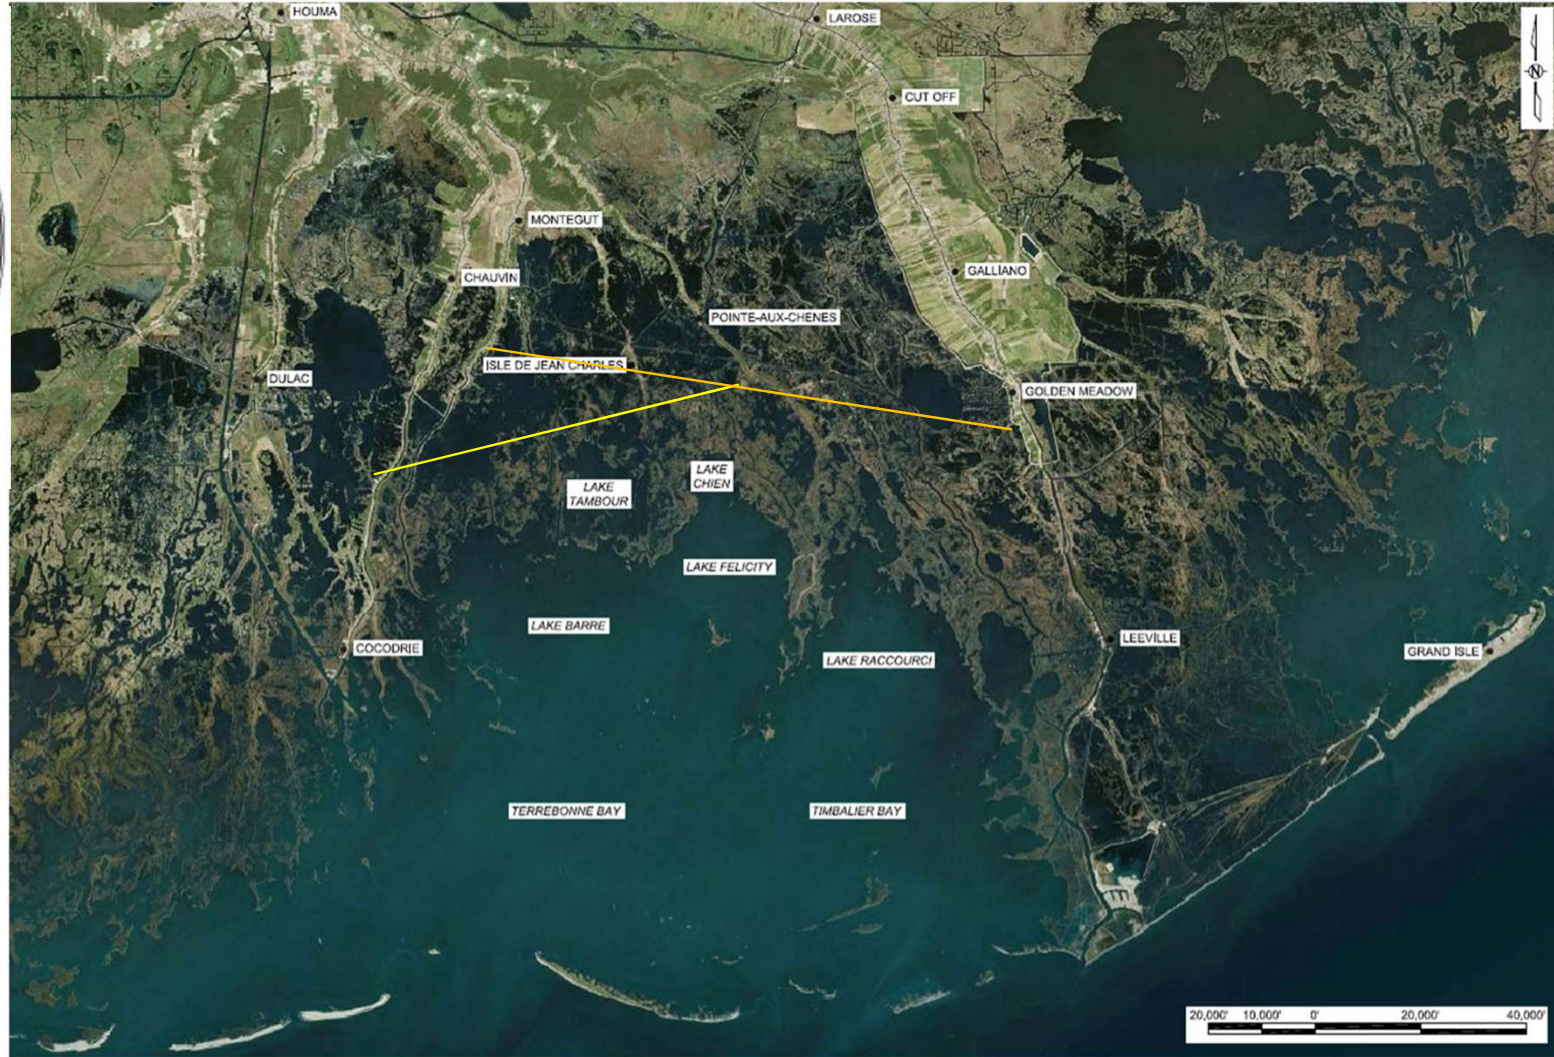 HOUMA
LAROSE
N
CUT OFF
MONTEGUT
CHAUVIN
GALLIANO
POINTE-AUX-CHENES
ISLE DE JEAN CHARLES
DULAC
GOLDEN MEADOW
LAKE
CHIEN
LAKE
TAMBOUR
LAKE FELICITY
LAKE BARRE
LEEVILLE
COCODRIE
LAKE RACCOURCI
GRAND ISLE
TERREBONNE BAY
TIMBALIER BAY
20,000' 10,000' 0' 20,000' 40,000'